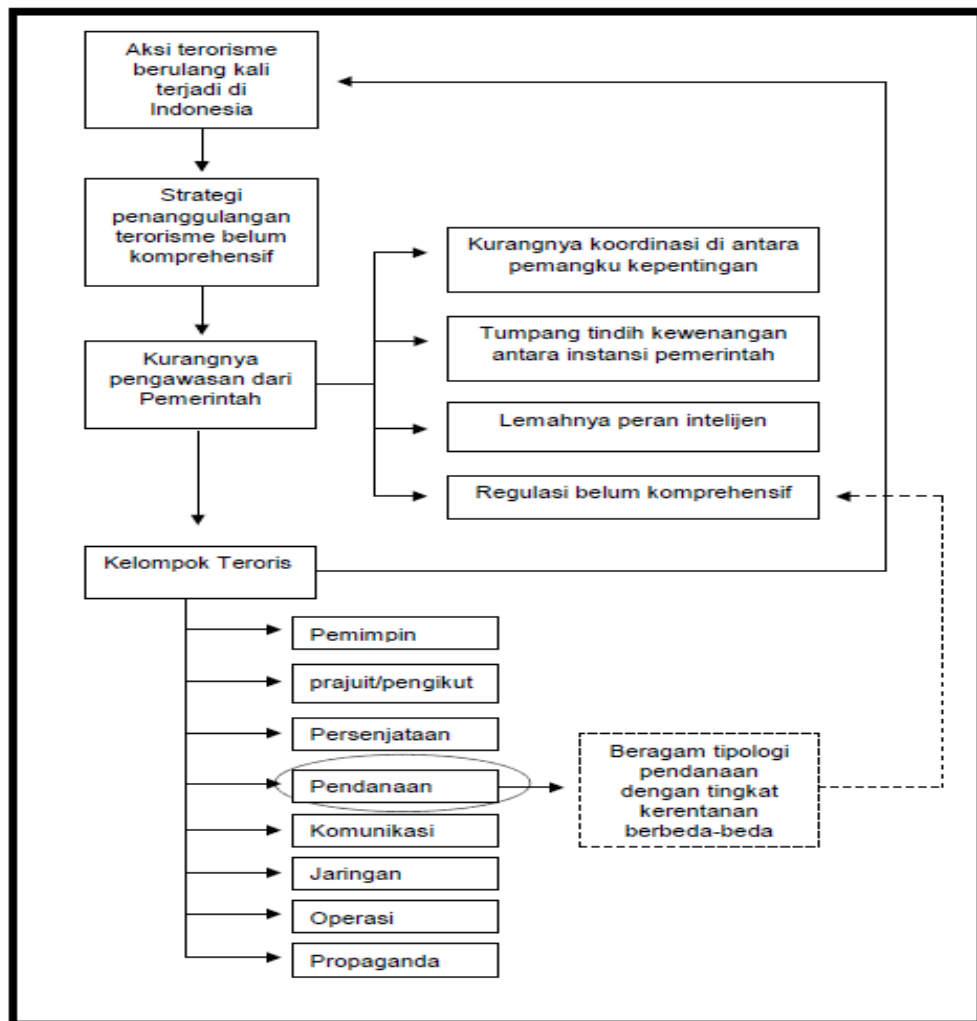 Aksi terorisme
berulang kali
terjadi di
Indonesia
Strategi
penanggulangan
terorisme belum
komprehensif
Kurangnya koordinasi di antara
pemangku kepentingan
Tumpang tindih kewenangan
antara instansi pemerintah
Kurangnya
pengawasan dari
Pemerintah
Lemahnya peran intelijen
Regulasi belum komprehensif
Kelompok Teroris
Pemimpin
prajuit/pengikut
Persenjataan
Pendanaan
Beragam tipologi
pendanaan
dengan tingkat
kerentanan
berbeda-beda
Komunikasi
Jaringan
Operasi
Propaganda